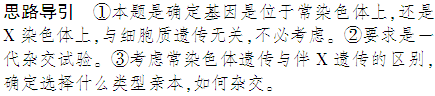 思路导引 ①本题是确定基因是位于常染色体上,还是
X 染色体上,与细胞质遗传无关,不必考虑。②要求是一
代杂交试验。③考虑常染色体遗传与伴 X 遗传的区别,
确定选择什么类型亲本,如何杂交。